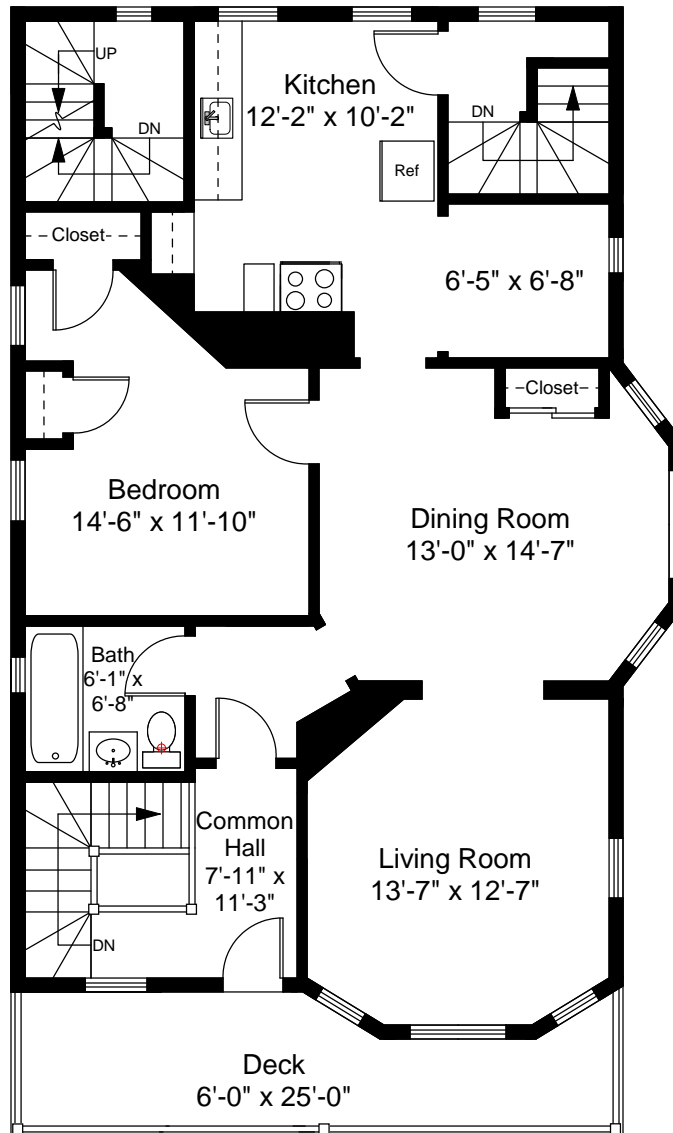 UP
Kitchen
12'-2" x 10'-2"
DN
DN
Ref
Closet
6'-5" x 6'-8"
Closet
Bedroom
14'-6" x 11'-10"
Dining Room
13'-0" x 14'-7"
Bath
6'-1" x
6'-8"
Common
Hall
7'-11" x
11'-3"
Living Room
13'-7" x 12'-7"
DN
Deck
6'-0" x 25'-0"